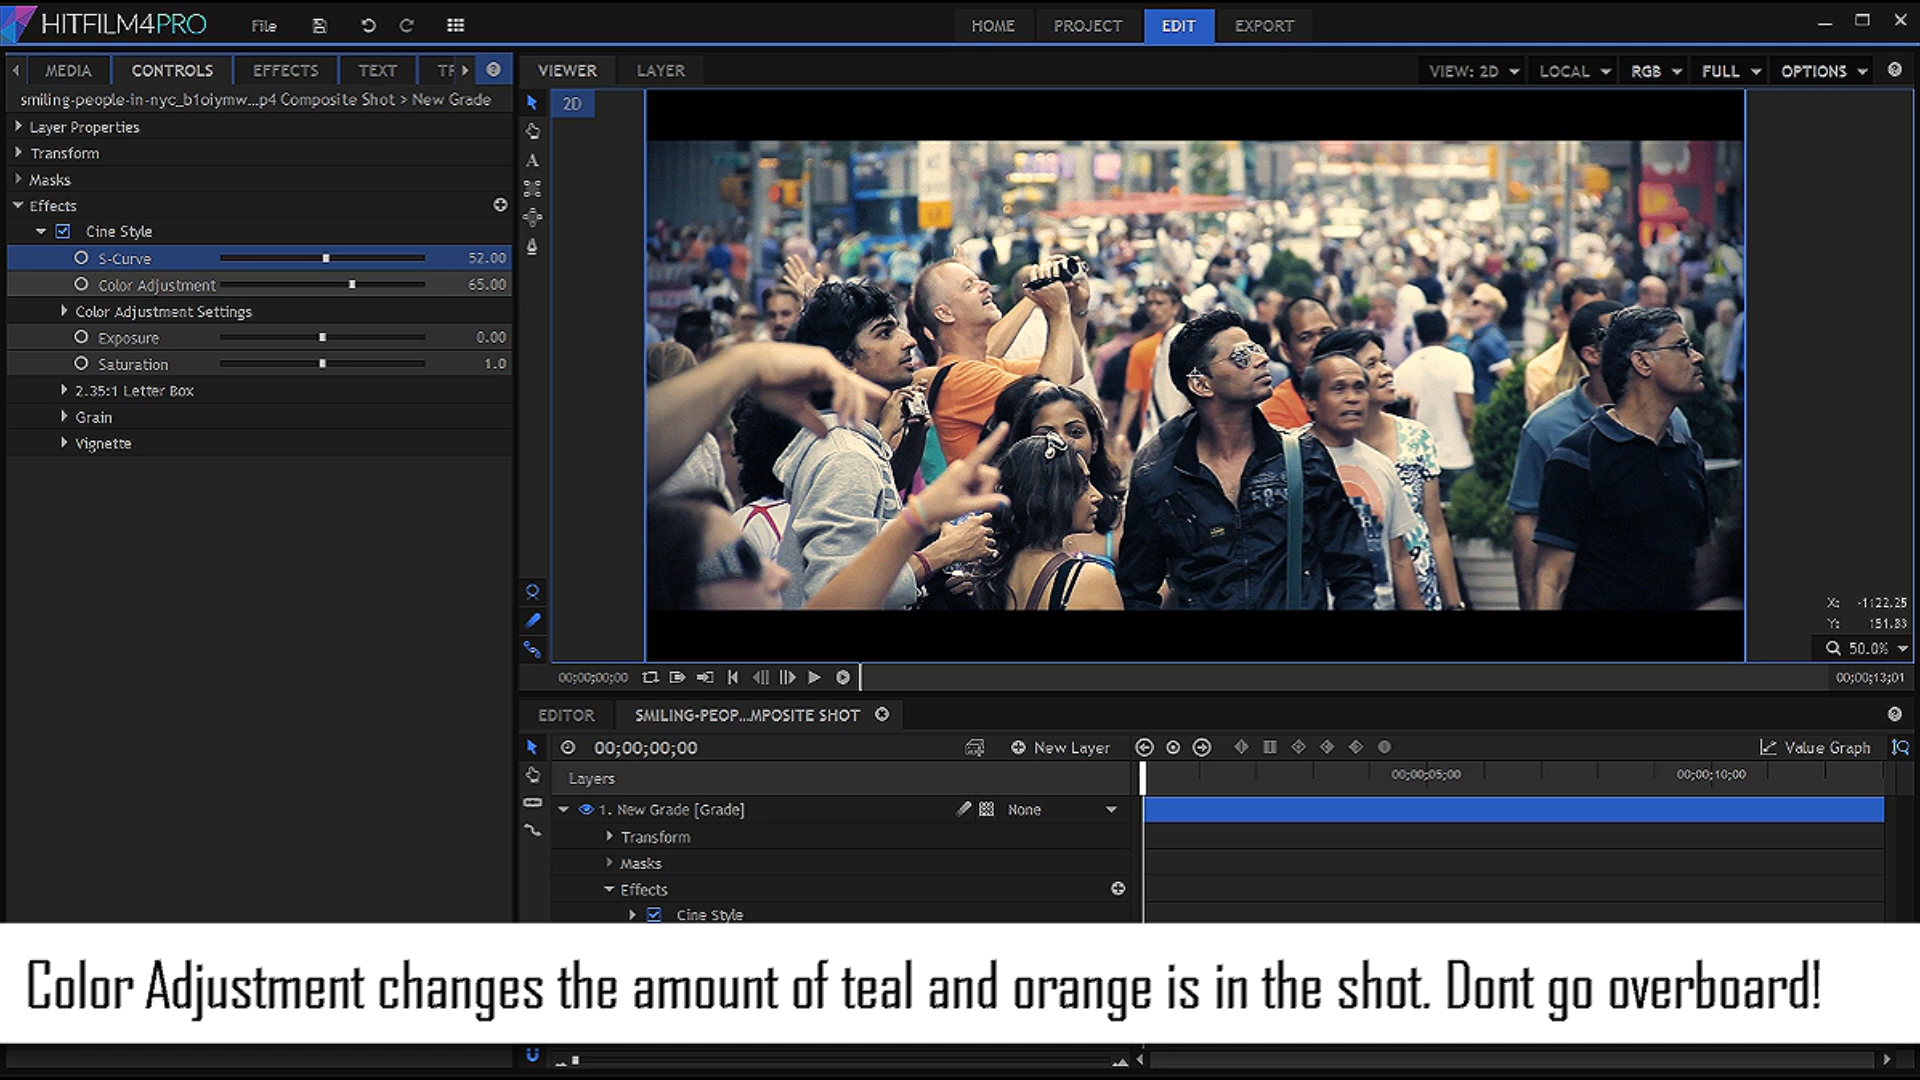 HITFILM4PRO
File
HOME PROJECT EDIT EXPORT
MEDIA CONTROLS EFFECTS TEXT
VIEWER LAYER
VIEW: 2D LOCAL RGB FULL OPTIONS
smiling-people-in-nyc_b1oiymw...p4 Composite Shot > New Grade
2D
Layer Properties
Transform
Masks
Effects
Cine Style
S-Curve 52.00
Color Adjustment 65.00
Color Adjustment Settings
Exposure 0.00
Saturation 1.0
2.35:1 Letter Box
Grain
Vignette
A
X: -1122.25
Y: 151.83
50.0%
00;00;00;00
00;00;13;01
EDITOR SMILING-PEOP...MPOSITE SHOT
00;00;00;00 New Layer Value Graph
Layers 00;00;05;00 00;00;10;00
1. New Grade [Grade] None
Transform
Masks
Effects
Cine Style
Color Adjustment changes the amount of teal and orange is in the shot. Dont go overboard!